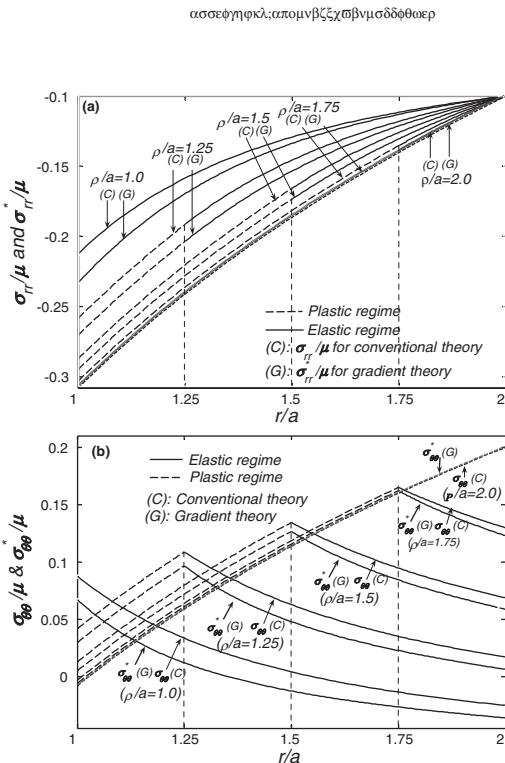 ασσεφγηφκλ;απομνβζξχϖβνμσδδφθωερ
-0.1
(a)
ρ/a=1.75
(C) (G)
ρ/a=1.5
(C) (G)
ρ/a=1.25
(C) (G)
ρ/a=1.0
(C) (G)
(C) (G)
ρ/a=2.0
-0.15
-0.2
-0.25
-0.3
σrr/μ and σ*rr/μ
Plastic regime
Elastic regime
(C): σrr/μ for conventional theory
(G): σ*rr/μ for gradient theory
1 1.25 1.5 1.75 2
r/a
(b)
Elastic regime
Plastic regime
(C): Conventional theory
(G): Gradient theory
σ*θθ (G)
σθθ (C)
(ρ/a=2.0)
σ*θθ (G) σθθ (C)
(ρ/a=1.75)
σ*θθ (G) σθθ (C)
(ρ/a=1.5)
σ*θθ (G) σθθ (C)
(ρ/a=1.25)
σ*θθ (G) σθθ (C)
(ρ/a=1.0)
0.2
0.15
0.1
0.05
0
σθθ/μ & σ*θθ/μ
1 1.25 1.5 1.75 2
r/a